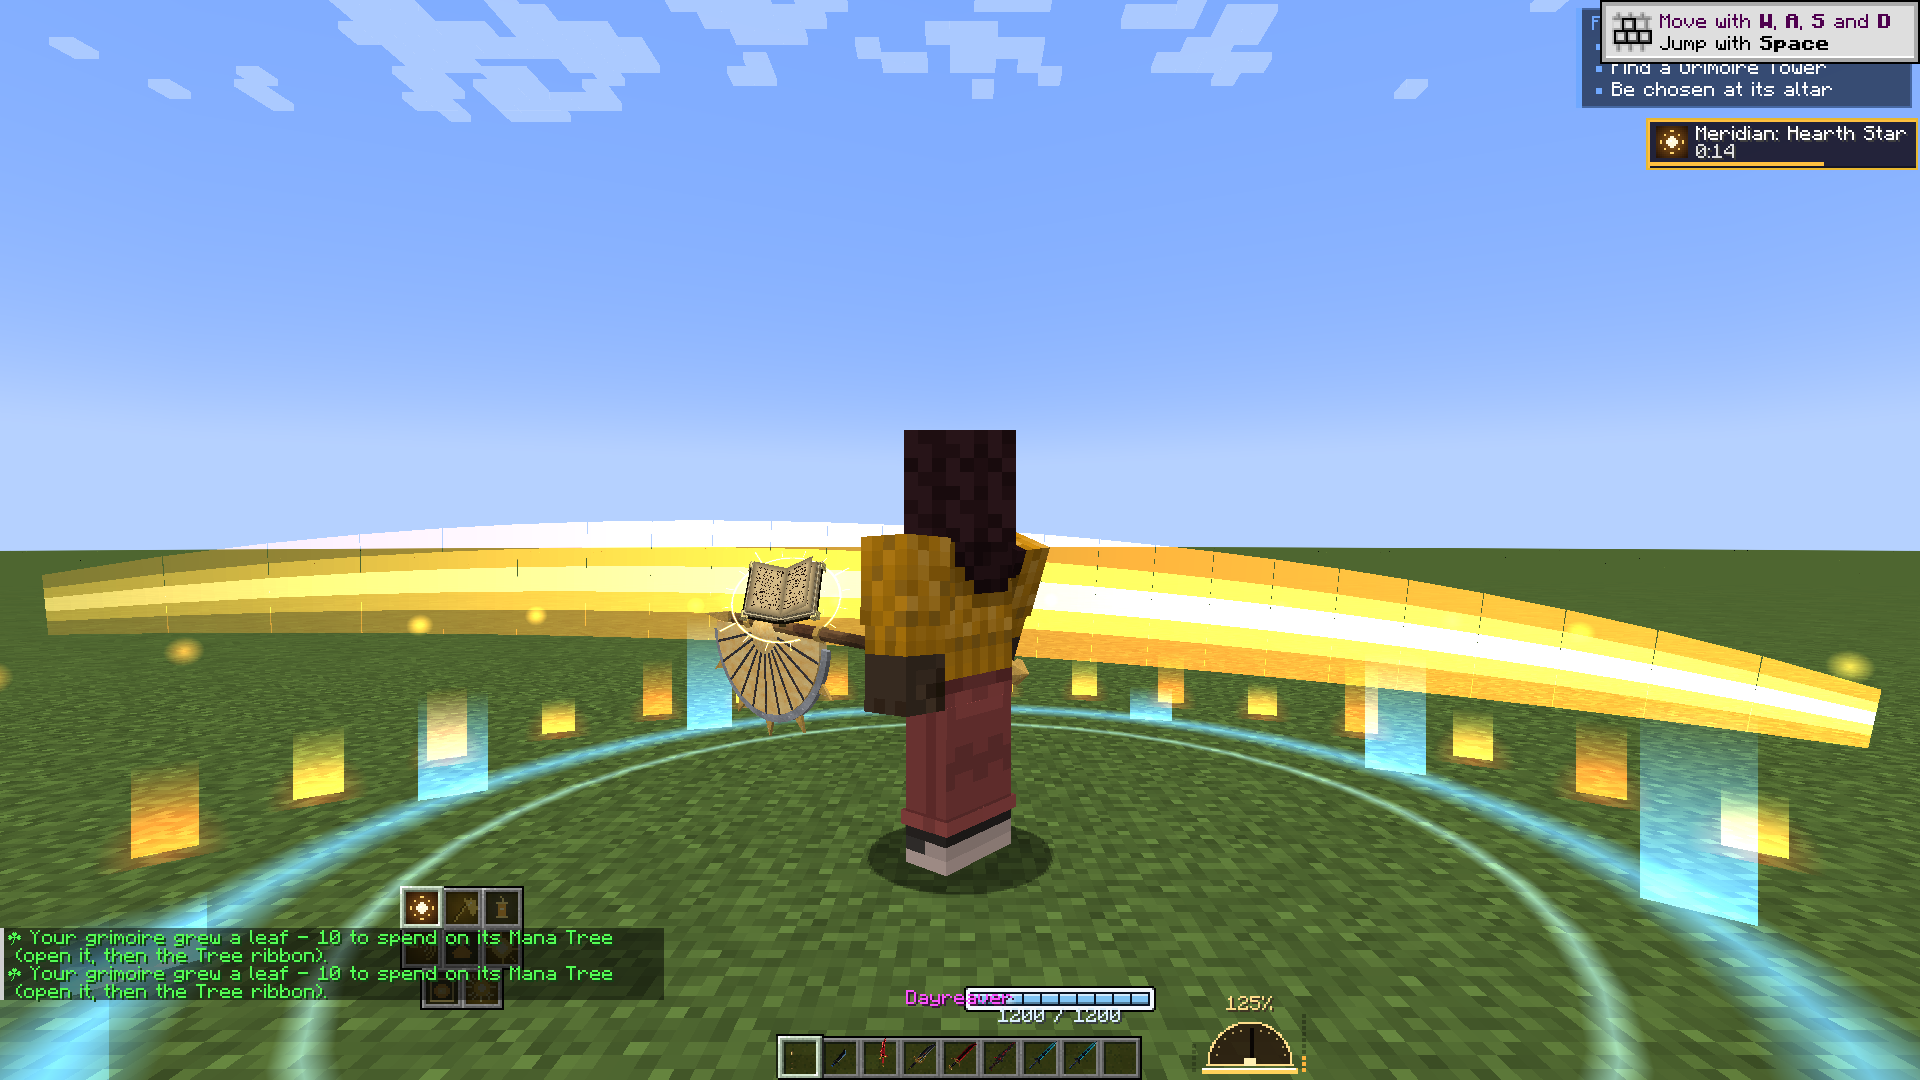 Move with W, A, S and D
Jump with Space
Find a Grimoire Tower
Be chosen at its altar
Meridian: Hearth Star
0:14
Your grimoire grew a leaf - 10 to spend on its Mana Tree
(open it, then the Tree ribbon).
Your grimoire grew a leaf - 10 to spend on its Mana Tree
(open it, then the Tree ribbon).
Dayreaver
1200 / 1200
125%